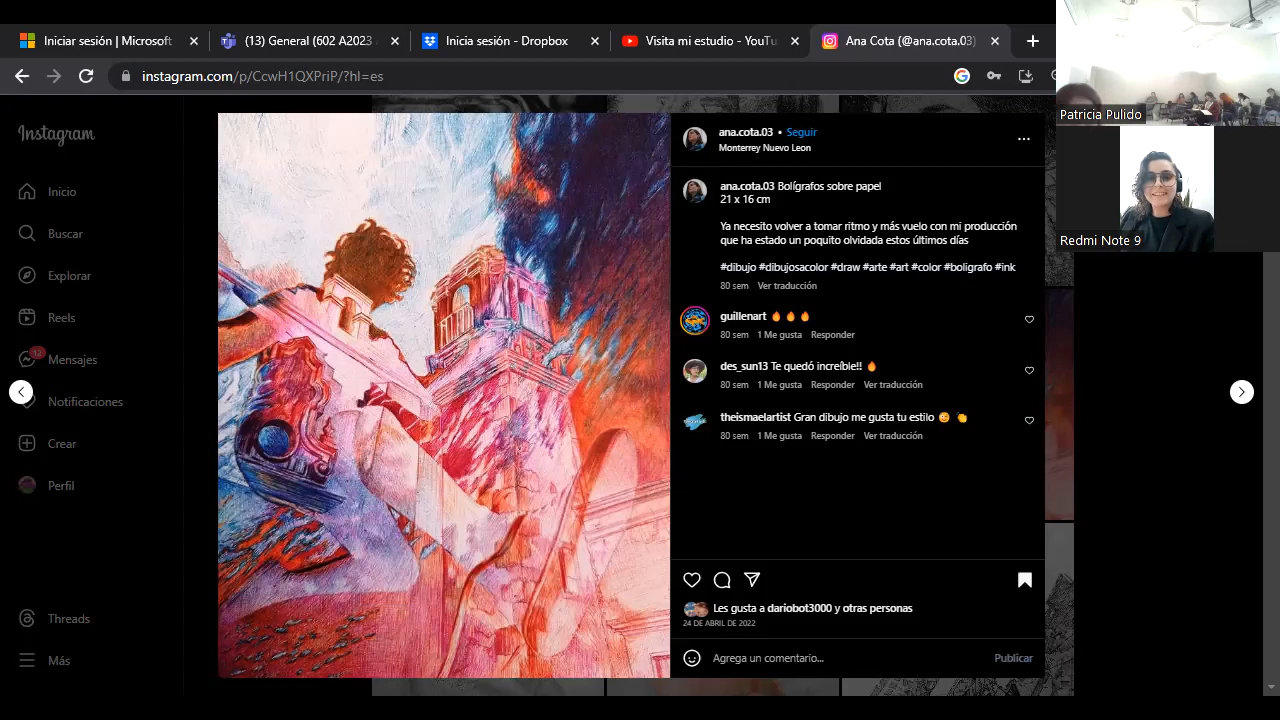 Iniciar sesión | Microsoft
(13) General (602 A2023
Inicia sesión - Dropbox
Visita mi estudio - YouTu
Ana Cota (@ana.cota.03)
instagram.com/p/CcwH1QXPriP/?hl=es
Patricia Pulido
Redmi Note 9
Instagram
Inicio
Buscar
Explorar
Reels
12
Mensajes
Notificaciones
Crear
Perfil
Threads
Más
ana.cota.03 • Seguir
Monterrey Nuevo Leon
ana.cota.03 Bolígrafos sobre papel
21 x 16 cm
Ya necesito volver a tomar ritmo y más vuelo con mi producción
que ha estado un poquito olvidada estos últimos días
#dibujo #dibujosacolor #draw #arte #art #color #boligrafo #ink
80 sem Ver traducción
guillenart 🔥🔥🔥
80 sem 1 Me gusta Responder
des_sun13 Te quedó increíble!! 🔥
80 sem 1 Me gusta Responder Ver traducción
theismaelartist Gran dibujo me gusta tu estilo
80 sem 1 Me gusta Responder Ver traducción
Les gusta a dariobot3000 y otras personas
24 DE ABRIL DE 2022
Agrega un comentario...
Publicar